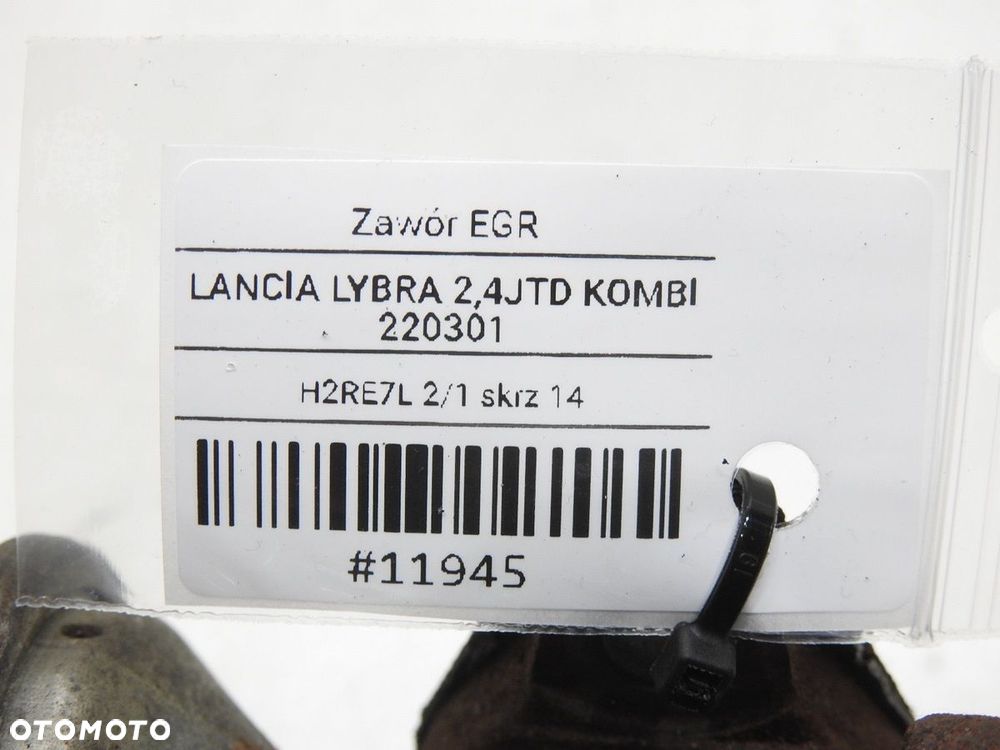 Zawór EGR
LANCIA LYBRA 2,4JTD KOMBI
220301
H2RE7L 2/1 skrz 14
#11945
OTOMOTO